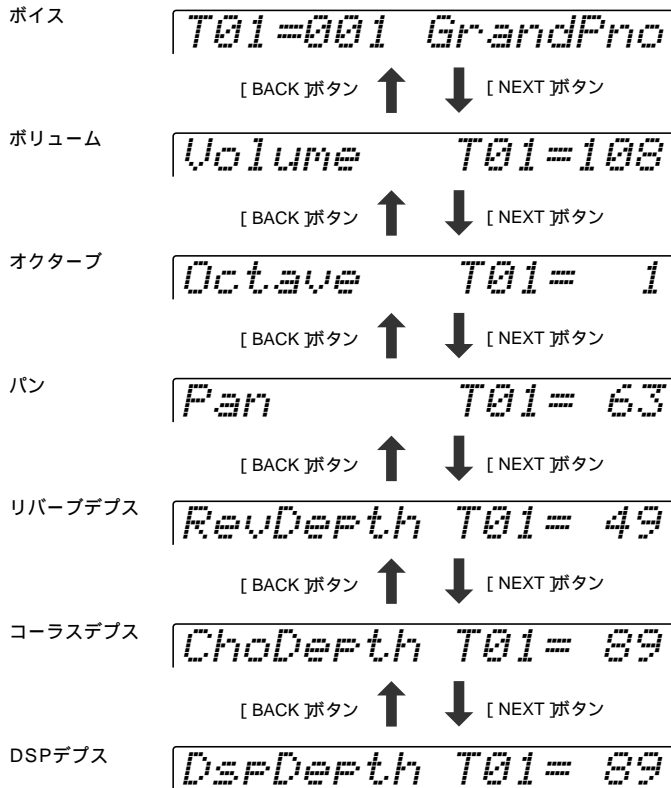 ボイス
T01=001 GrandPno
[ BACK ]ボタン [ NEXT ]ボタン
ボリューム
Volume T01=108
[ BACK ]ボタン [ NEXT ]ボタン
オクターブ
Octave T01= 1
[ BACK ]ボタン [ NEXT ]ボタン
パン
Pan T01= 63
[ BACK ]ボタン [ NEXT ]ボタン
リバーブデプス
RevDepth T01= 49
[ BACK ]ボタン [ NEXT ]ボタン
コーラスデプス
ChoDepth T01= 89
[ BACK ]ボタン [ NEXT ]ボタン
DSPデプス
DspDepth T01= 89